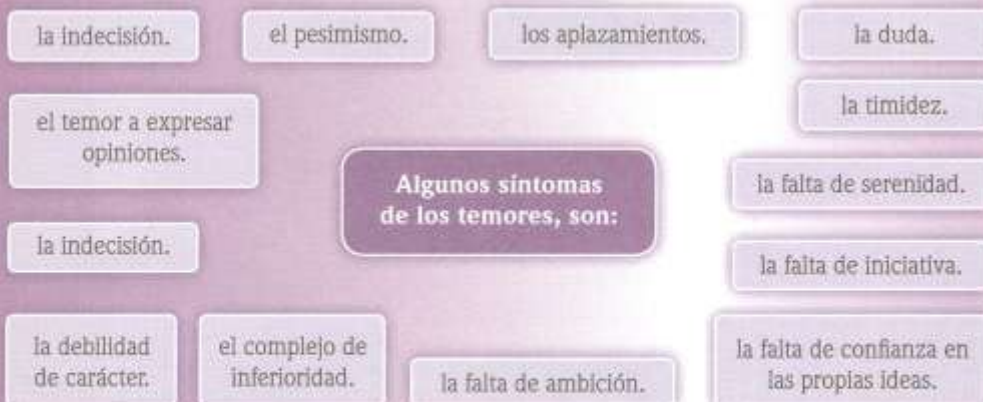 la indecisión.
el pesimismo.
los aplazamientos.
la duda.
el temor a expresar
opiniones.
la timidez.
Algunos síntomas
de los temores, son:
la falta de serenidad.
la indecisión.
la falta de iniciativa.
la debilidad
de carácter.
el complejo de
inferioridad.
la falta de ambición.
la falta de confianza en
las propias ideas.